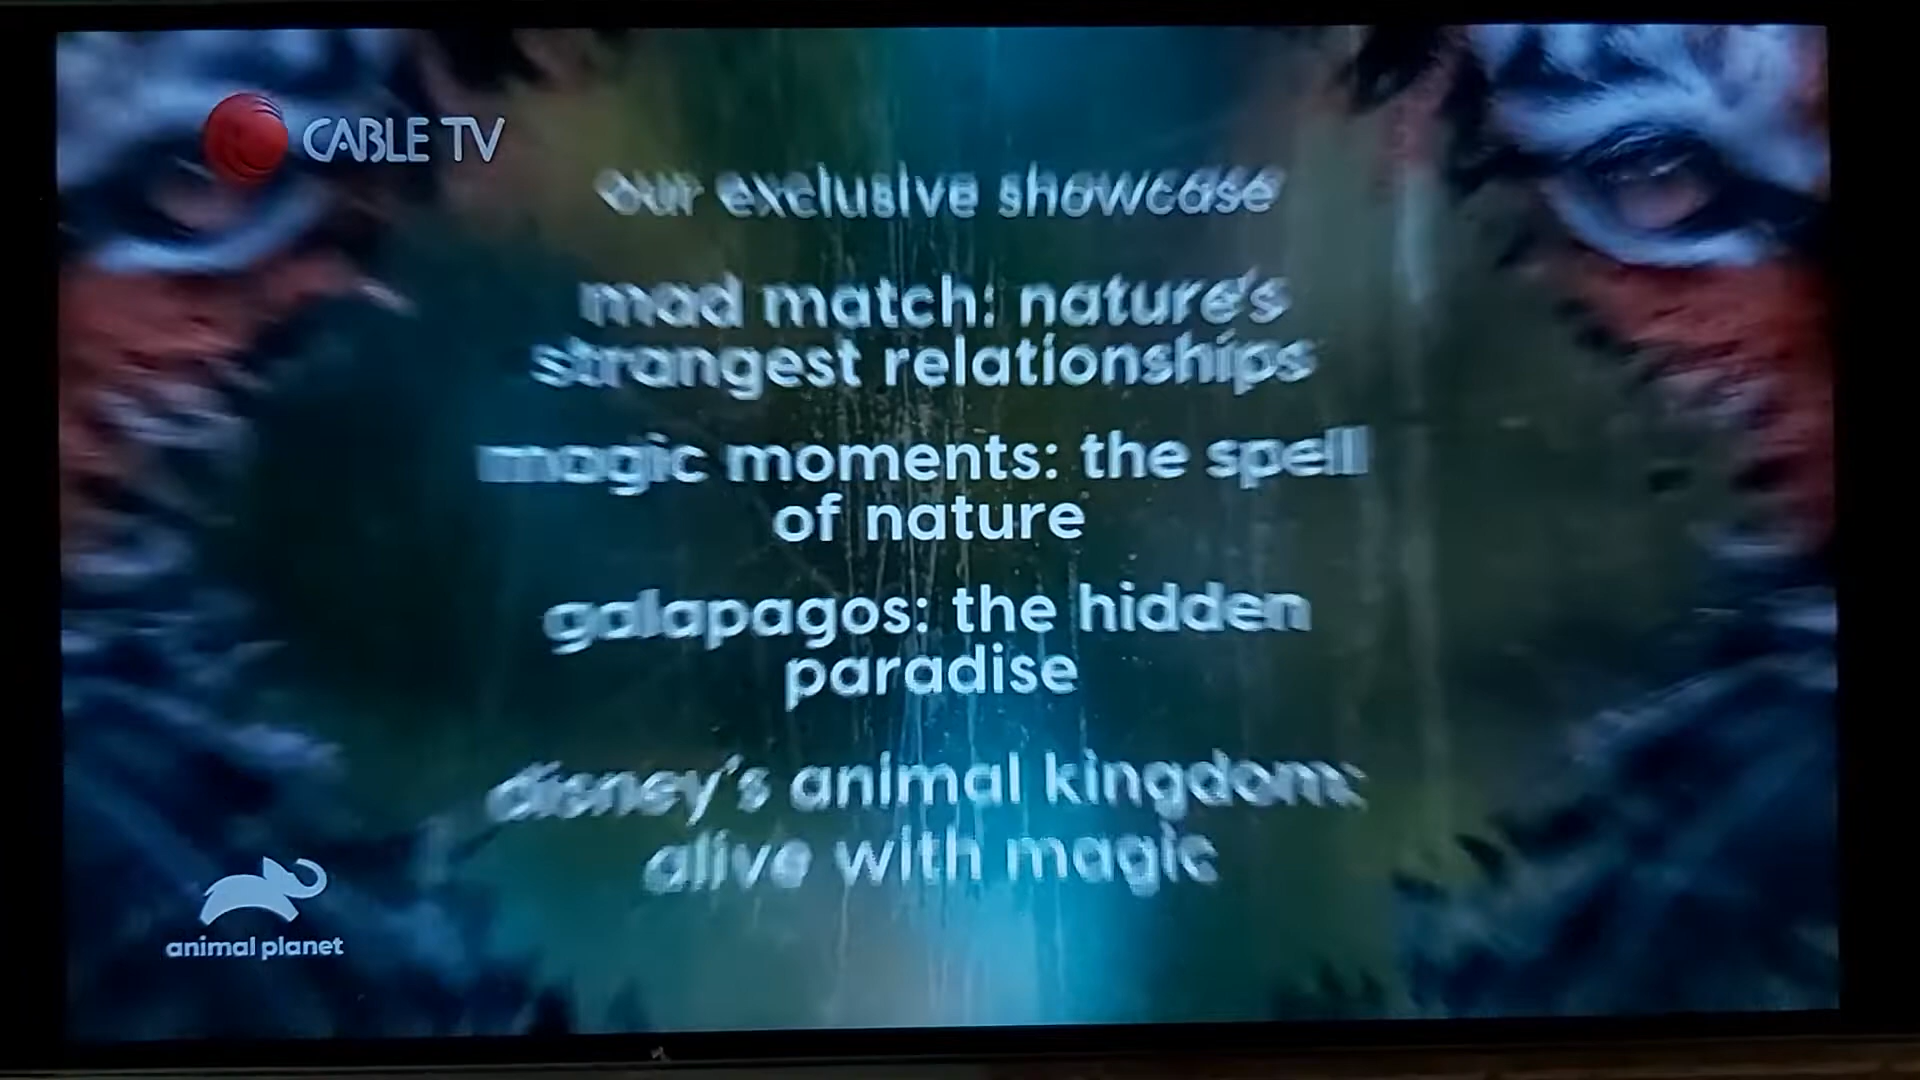 CABLE TV
our exclusive showcase
mad match: nature's
strangest relationships
magic moments: the spell
of nature
galapagos: the hidden
paradise
disney's animal kingdom:
alive with magic
animal planet